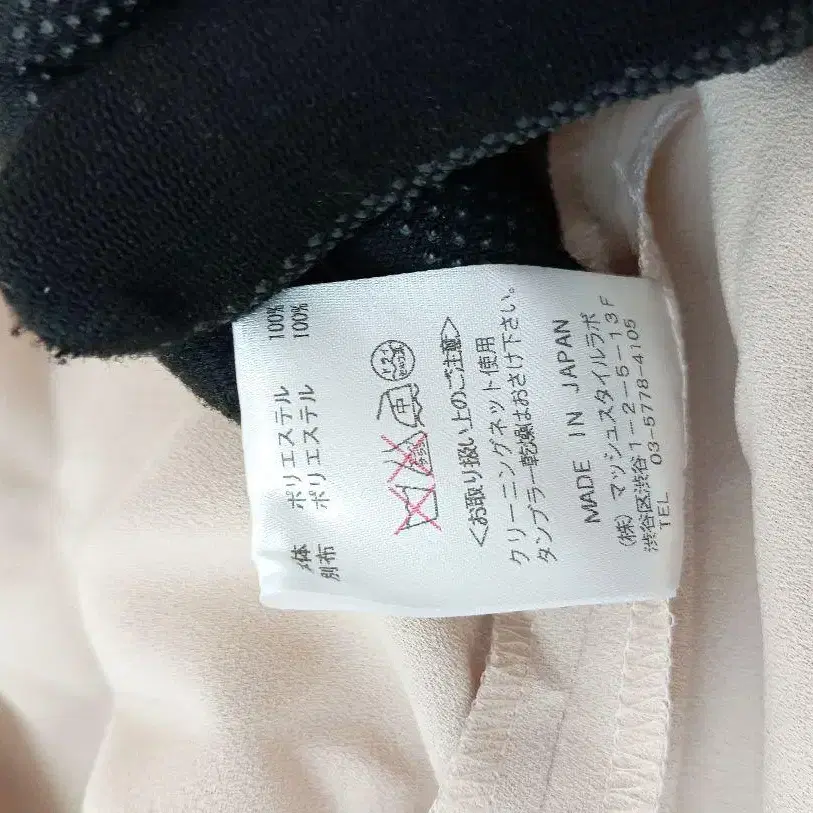 本体 ポリエステル 100%
別布 ポリエステル 100%
<お取り扱い上のご注意>
クリーニングネット使用
タンブラー乾燥はおさけ下さい。
MADE IN JAPAN
(株) マッシュスタイルラボ
渋谷区渋谷1-2-5-13F
TEL 03-5778-4105